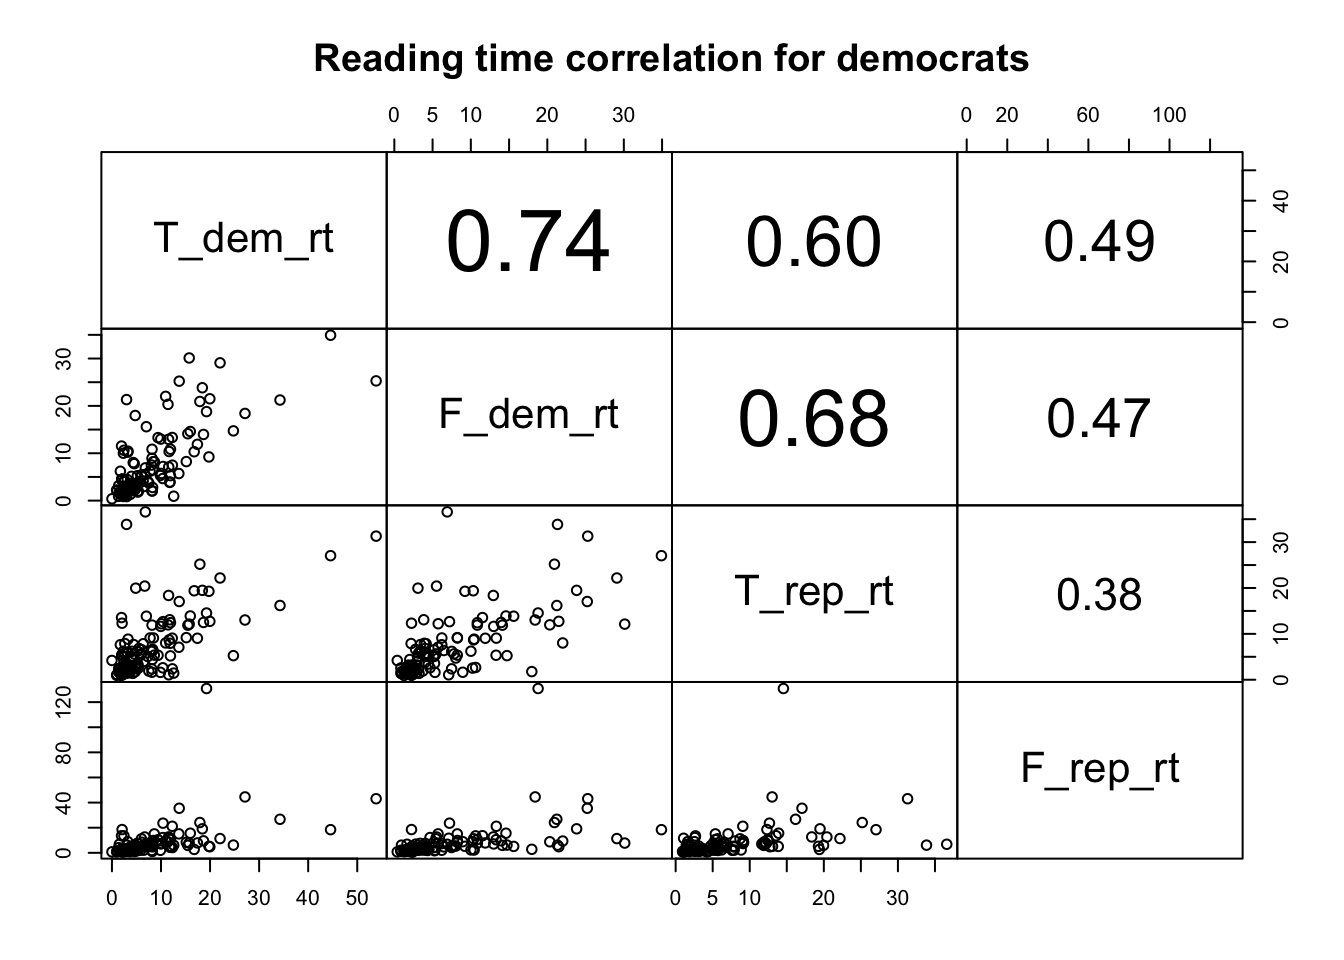 Reading time correlation for democrats
0 5 10 20 30
0 20 60 100
T_dem_rt 0.74 0.60 0.49
0 20 40
0 10 20 30
F_dem_rt 0.68 0.47
T_rep_rt 0.38
0 10 20 30
0 40 80 120
F_rep_rt
0 10 20 30 40 50
0 5 10 20 30